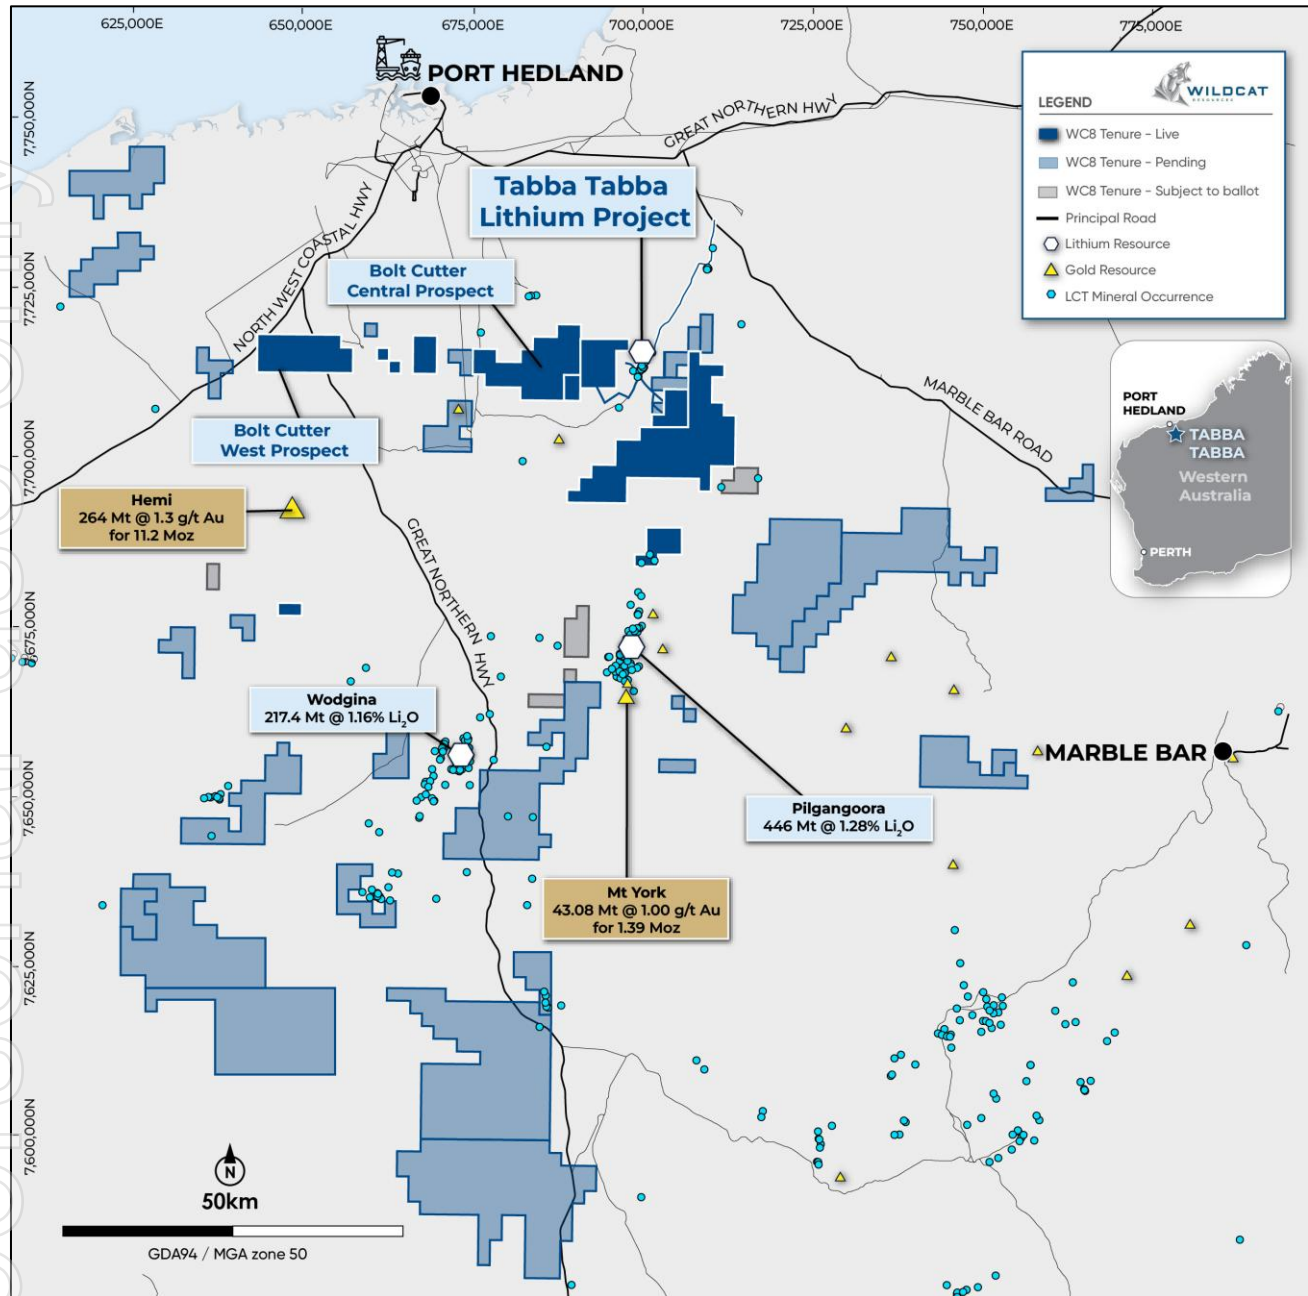 625,000E
650,000E
675,000E
700,000E
725,000E
750,000E
775,000E
7,750,000N
7,725,000N
7,700,000N
7,675,000N
7,650,000N
7,625,000N
7,600,000N
PORT HEDLAND
GREAT NORTHERN HWY
NORTH WEST COASTAL HWY
Tabba Tabba
Lithium Project
Bolt Cutter
Central Prospect
Bolt Cutter
West Prospect
MARBLE BAR ROAD
Hemi
264 Mt @ 1.3 g/t Au
for 11.2 Moz
GREAT NORTHERN HWY
Wodgina
217.4 Mt @ 1.16% Li₂O
MARBLE BAR
Pilgangoora
446 Mt @ 1.28% Li₂O
Mt York
43.08 Mt @ 1.00 g/t Au
for 1.39 Moz
WILDCAT
RESOURCES
LEGEND
WC8 Tenure - Live
WC8 Tenure - Pending
WC8 Tenure - Subject to ballot
Principal Road
Lithium Resource
Gold Resource
LCT Mineral Occurrence
PORT
HEDLAND
TABBA
TABBA
Western
Australia
PERTH
N
50km
GDA94 / MGA zone 50